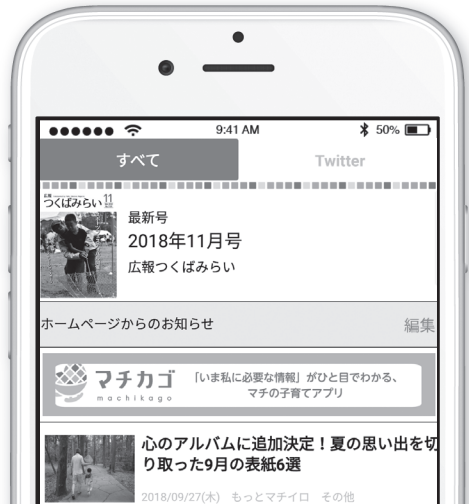 9:41 AM
50%
すべて
Twitter
広報
つくばみらい 11
最新号
2018年11月号
広報つくばみらい
ホームページからのお知らせ
編集
マチカゴ
machikago
「いま私に必要な情報」がひと目でわかる、
マチの子育てアプリ
心のアルバムに追加決定！夏の思い出を切
り取った9月の表紙6選
2018/09/27(木) もっとマチイロ その他